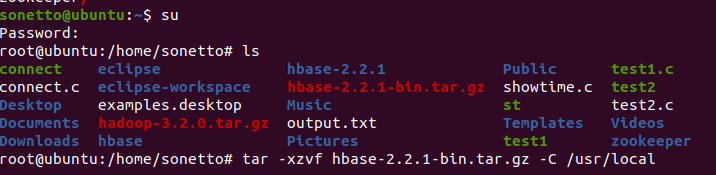 zookeeper/
sonetto@ubuntu:~$ su
Password:
root@ubuntu:/home/sonetto# ls
connect    eclipse            hbase-2.2.1             Public      test1.c
connect.c  eclipse-workspace  hbase-2.2.1-bin.tar.gz  showtime.c  test2
Desktop    examples.desktop   Music                   st          test2.c
Documents  hadoop-3.2.0.tar.gz  output.txt            Templates   Videos
Downloads  hbase              Pictures                test1       zookeeper
root@ubuntu:/home/sonetto# tar -xzvf hbase-2.2.1-bin.tar.gz -C /usr/local